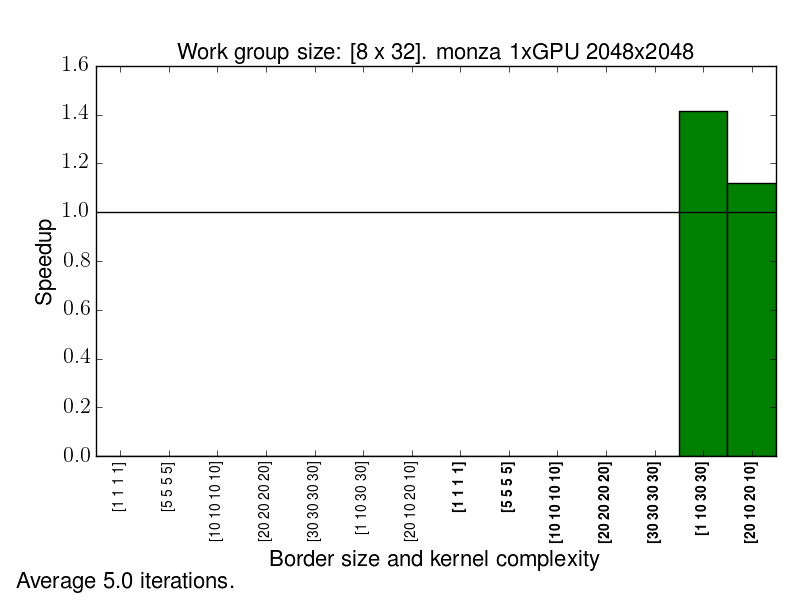 Work group size: [8 x 32]. monza 1xGPU 2048x2048
1.6
1.4
1.2
1.0
0.8
0.6
0.4
0.2
0.0
Speedup
[1 1 1 1]
[5 5 5 5]
[10 10 10 10]
[20 20 20 20]
[30 30 30 30]
[1 10 30 30]
[20 10 20 10]
[1 1 1 1]
[5 5 5 5]
[10 10 10 10]
[20 20 20 20]
[30 30 30 30]
[1 10 30 30]
[20 10 20 10]
Border size and kernel complexity
Average 5.0 iterations.